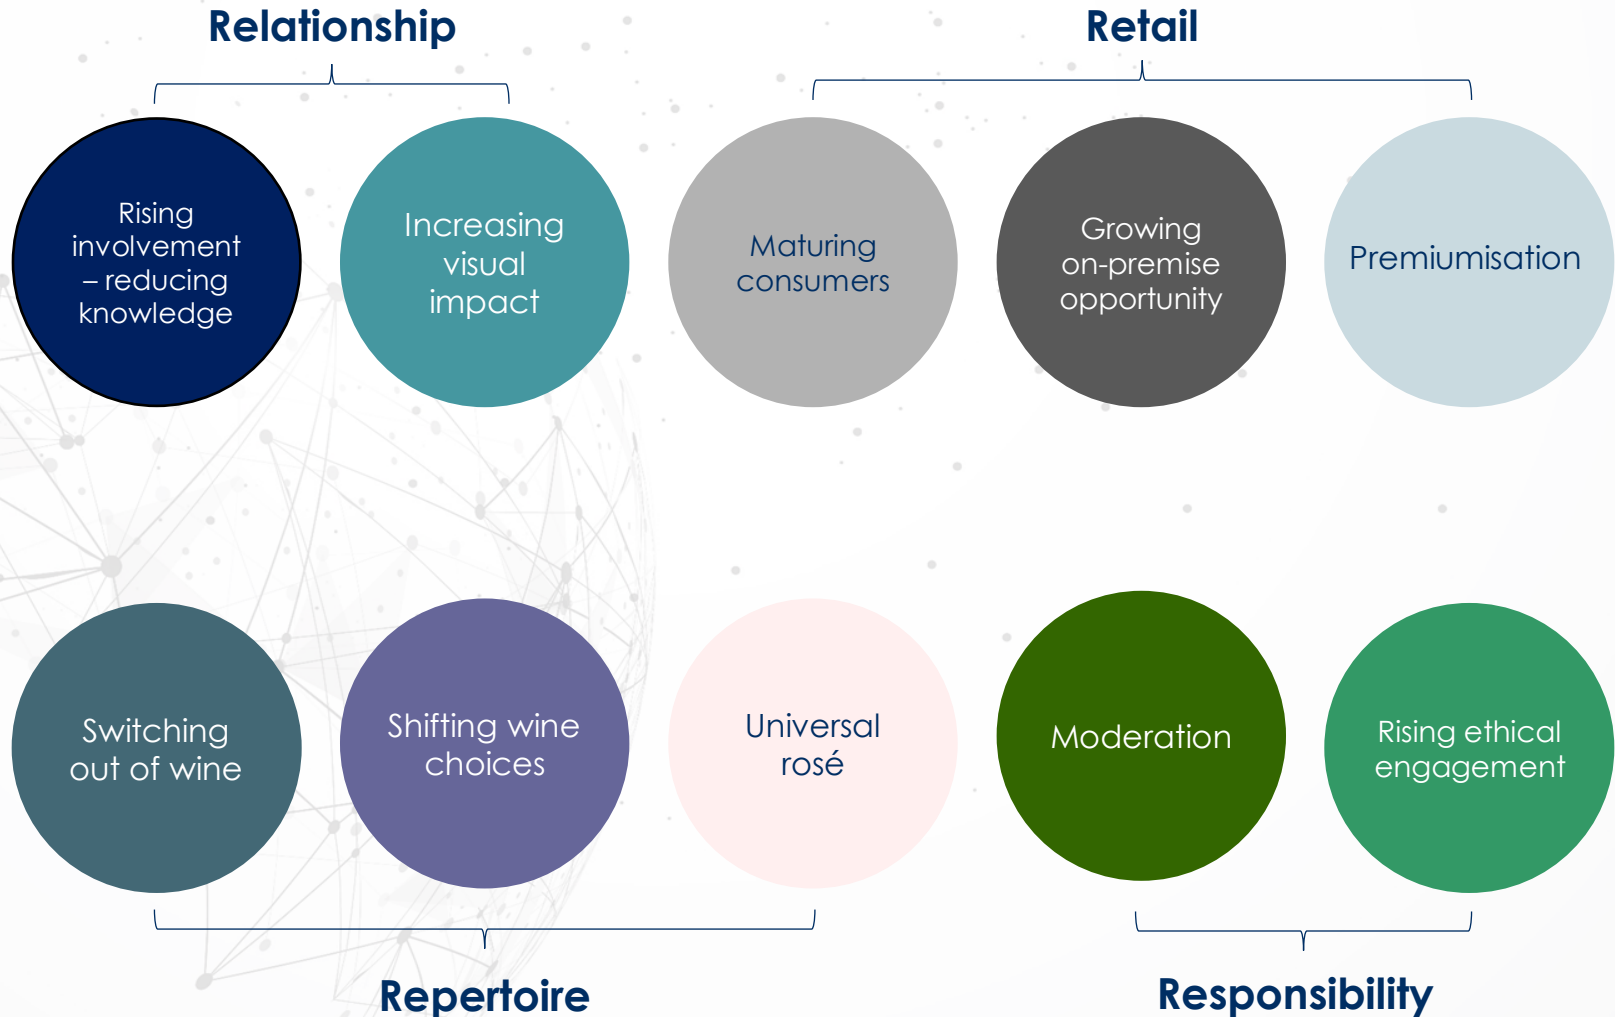 Relationship
Retail
Rising
involvement
– reducing
knowledge
Increasing
visual
impact
Maturing
consumers
Growing
on-premise
opportunity
Premiumisation
Switching
out of wine
Shifting wine
choices
Universal
rosé
Moderation
Rising ethical
engagement
Repertoire
Responsibility